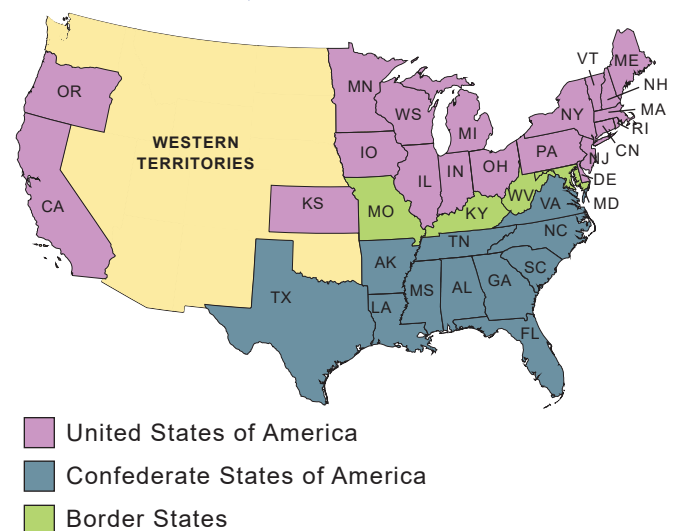 VT
ME
OR
MN
NH
WS
MA
NY
MI
RI
WESTERN
TERRITORIES
IO
PA
CN
NJ
OH
IN
IL
DE
CA
KS
MO
KY
WV
VA
MD
NC
TN
AK
SC
TX
MS
AL
GA
LA
FL
United States of America
Confederate States of America
Border States